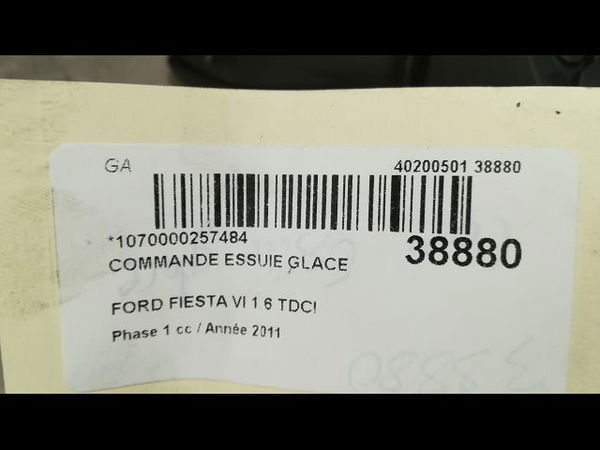 GA 40200501 38880
*1070000257484
38880
COMMANDE ESSUIE GLACE
FORD FIESTA VI 1.6 TDCI
Phase 1 cc / Année 2011
38880